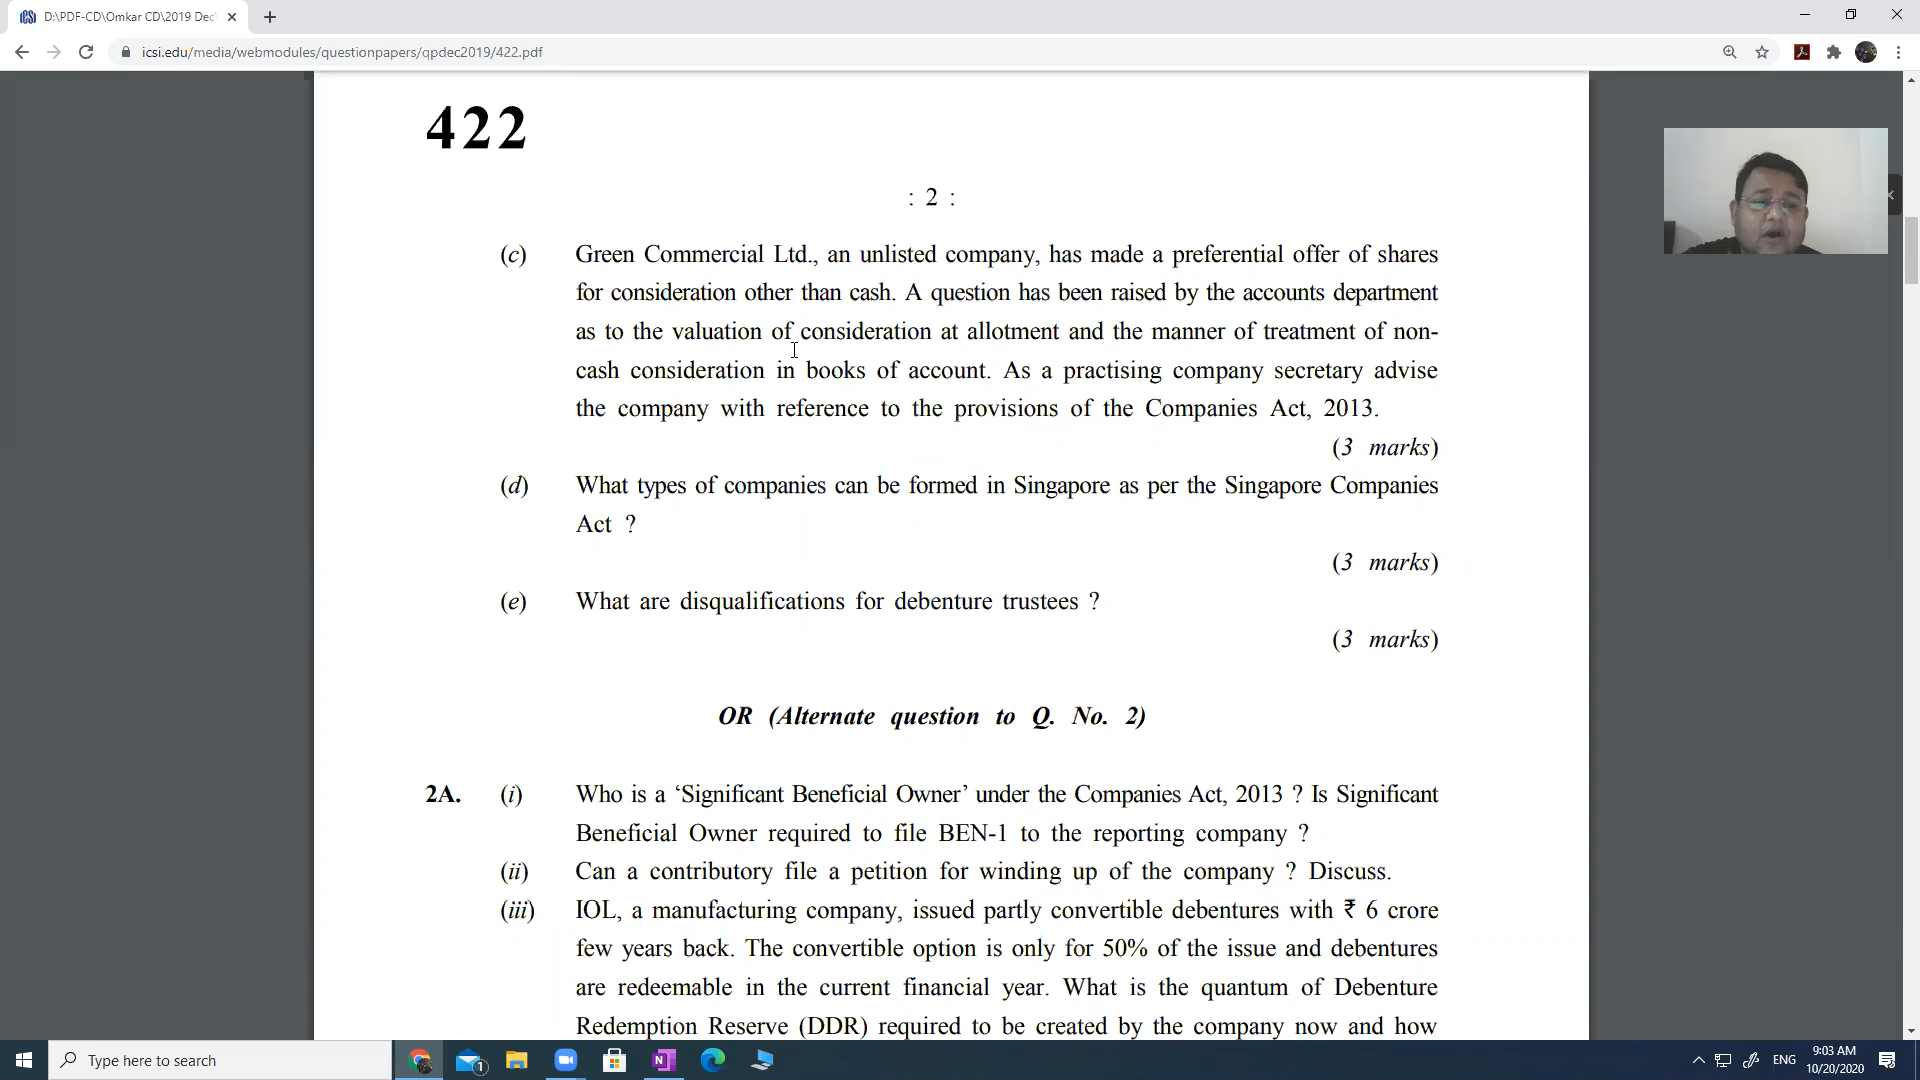 D:\PDF-CD\Omkar CD\2019 Dec\
icsi.edu/media/webmodules/questionpapers/qpdec2019/422.pdf
422
: 2 :
(c) Green Commercial Ltd., an unlisted company, has made a preferential offer of shares
for consideration other than cash. A question has been raised by the accounts department
as to the valuation of consideration at allotment and the manner of treatment of non-
cash consideration in books of account. As a practising company secretary advise
the company with reference to the provisions of the Companies Act, 2013.
(3 marks)
(d) What types of companies can be formed in Singapore as per the Singapore Companies
Act ?
(3 marks)
(e) What are disqualifications for debenture trustees ?
(3 marks)
OR (Alternate question to Q. No. 2)
2A. (i) Who is a ‘Significant Beneficial Owner’ under the Companies Act, 2013 ? Is Significant
Beneficial Owner required to file BEN-1 to the reporting company ?
(ii) Can a contributory file a petition for winding up of the company ? Discuss.
(iii) IOL, a manufacturing company, issued partly convertible debentures with ₹ 6 crore
few years back. The convertible option is only for 50% of the issue and debentures
are redeemable in the current financial year. What is the quantum of Debenture
Redemption Reserve (DDR) required to be created by the company now and how
Type here to search
1
ENG
9:03 AM
10/20/2020